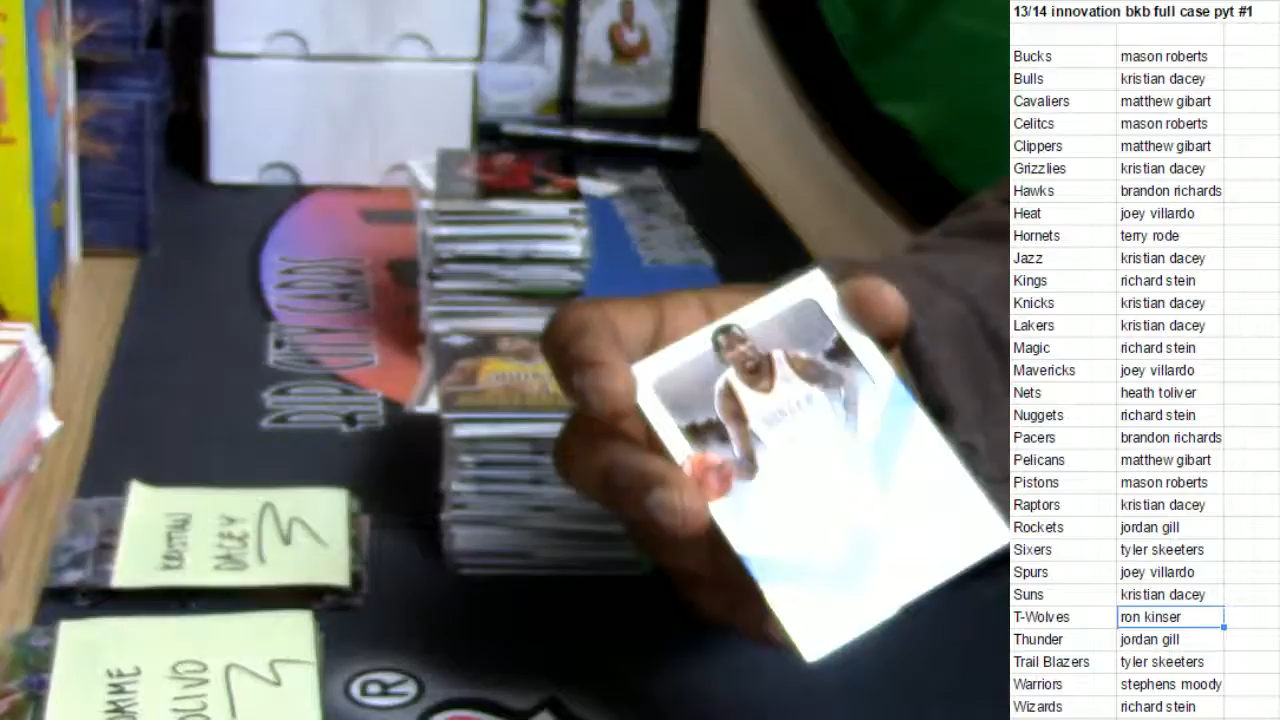 13/14 innovation bkb full case pyt #1
Bucks mason roberts
Bulls kristian dacey
Cavaliers matthew gibart
Celitcs mason roberts
Clippers matthew gibart
Grizzlies kristian dacey
Hawks brandon richards
Heat joey villardo
Hornets terry rode
Jazz kristian dacey
Kings richard stein
Knicks kristian dacey
Lakers kristian dacey
Magic richard stein
Mavericks joey villardo
Nets heath toliver
Nuggets richard stein
Pacers brandon richards
Pelicans matthew gibart
Pistons mason roberts
Raptors kristian dacey
Rockets jordan gill
Sixers tyler skeeters
Spurs joey villardo
Suns kristian dacey
T-Wolves ron kinser
Thunder jordan gill
Trail Blazers tyler skeeters
Warriors stephens moody
Wizards richard stein
KRISTIAN
DACEY
3
3
®